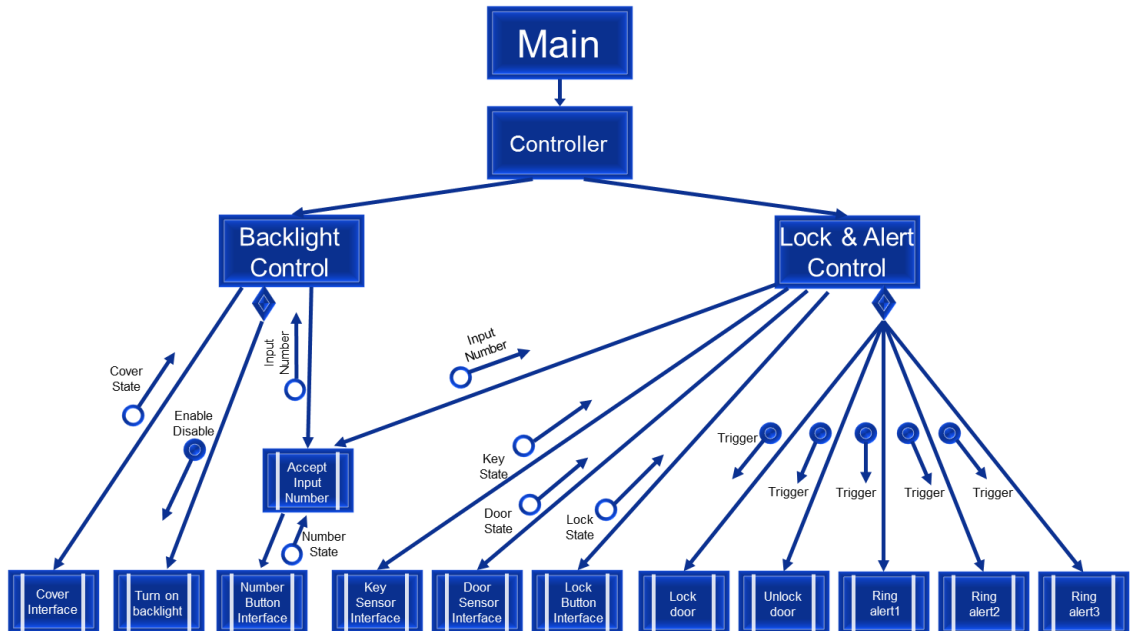 Main
Controller
Backlight
Control
Lock & Alert
Control
Cover
State
Input
Number
Input
Number
Enable
Disable
Trigger
Key
State
Accept
Input
Number
Trigger
Trigger
Trigger
Trigger
Door
State
Lock
State
Number
State
Cover
Interface
Turn on
backlight
Number
Button
Interface
Key
Sensor
Interface
Door
Sensor
Interface
Lock
Button
Interface
Lock
door
Unlock
door
Ring
alert1
Ring
alert2
Ring
alert3